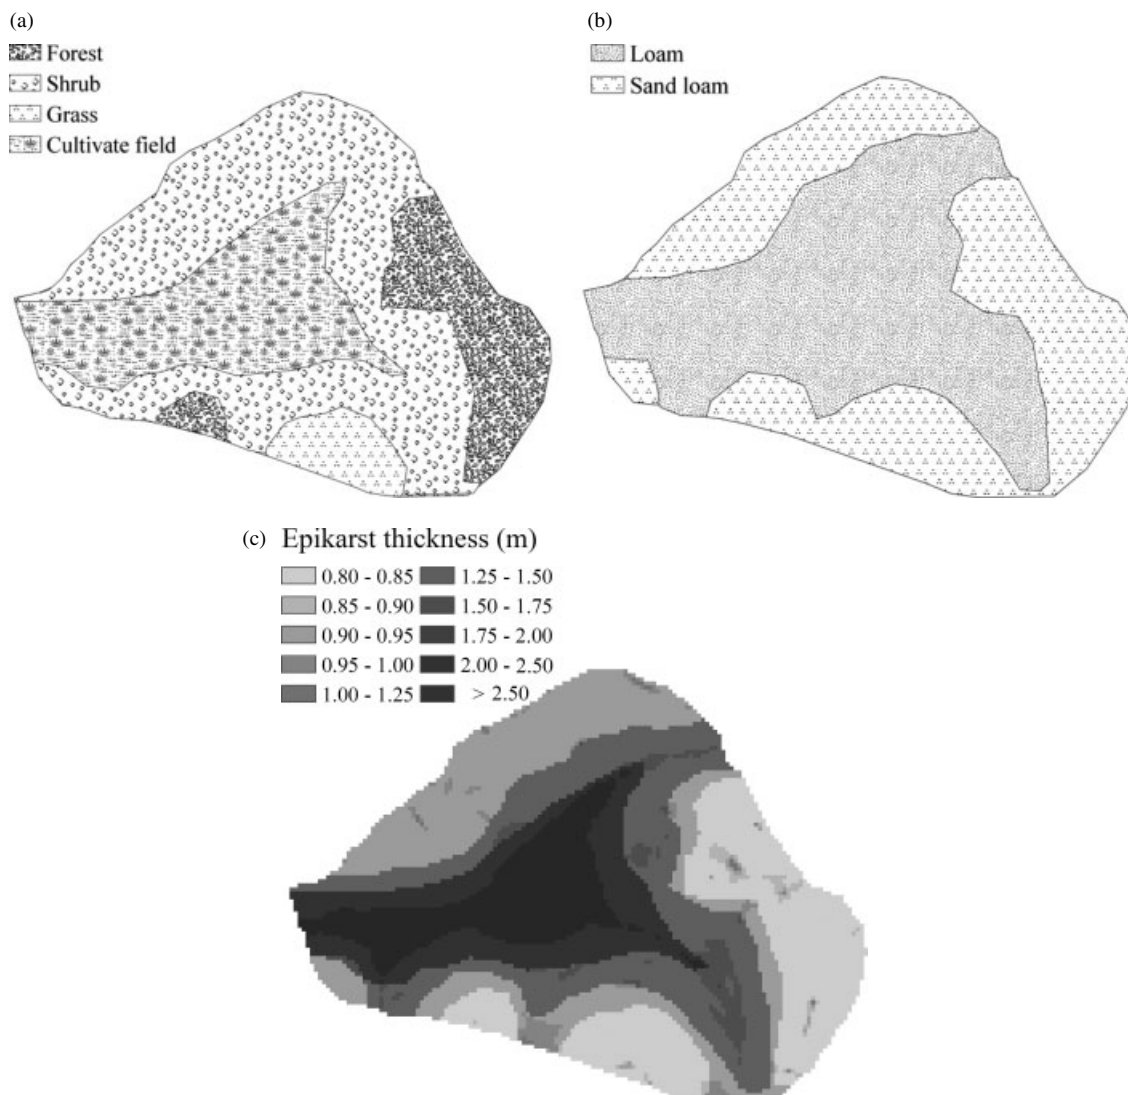 (a)
Forest
Shrub
Grass
Cultivate field
(b)
Loam
Sand loam
(c) Epikarst thickness (m)
0.80 - 0.85 1.25 - 1.50
0.85 - 0.90 1.50 - 1.75
0.90 - 0.95 1.75 - 2.00
0.95 - 1.00 2.00 - 2.50
1.00 - 1.25 > 2.50